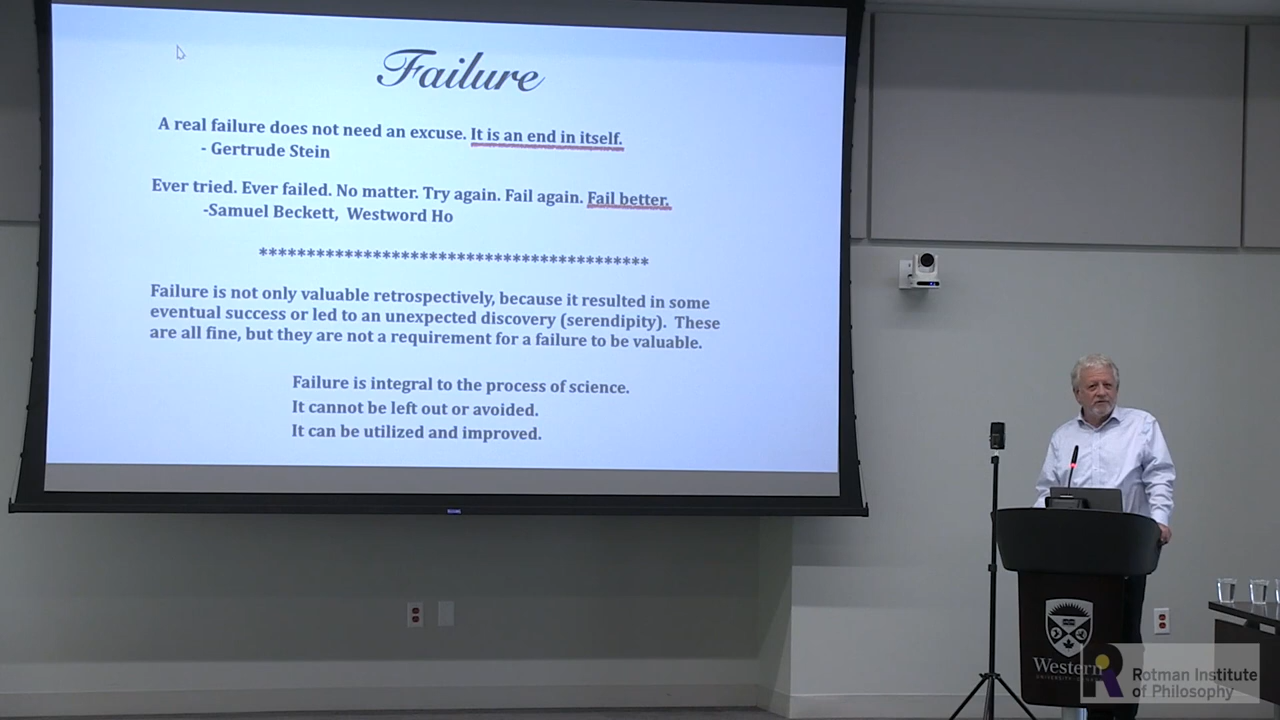 Failure
A real failure does not need an excuse. It is an end in itself.
- Gertrude Stein
Ever tried. Ever failed. No matter. Try again. Fail again. Fail better.
-Samuel Beckett, Westword Ho
*****************************************
Failure is not only valuable retrospectively, because it resulted in some
eventual success or led to an unexpected discovery (serendipity). These
are all fine, but they are not a requirement for a failure to be valuable.
Failure is integral to the process of science.
It cannot be left out or avoided.
It can be utilized and improved.
Western
Rotman Institute
of Philosophy